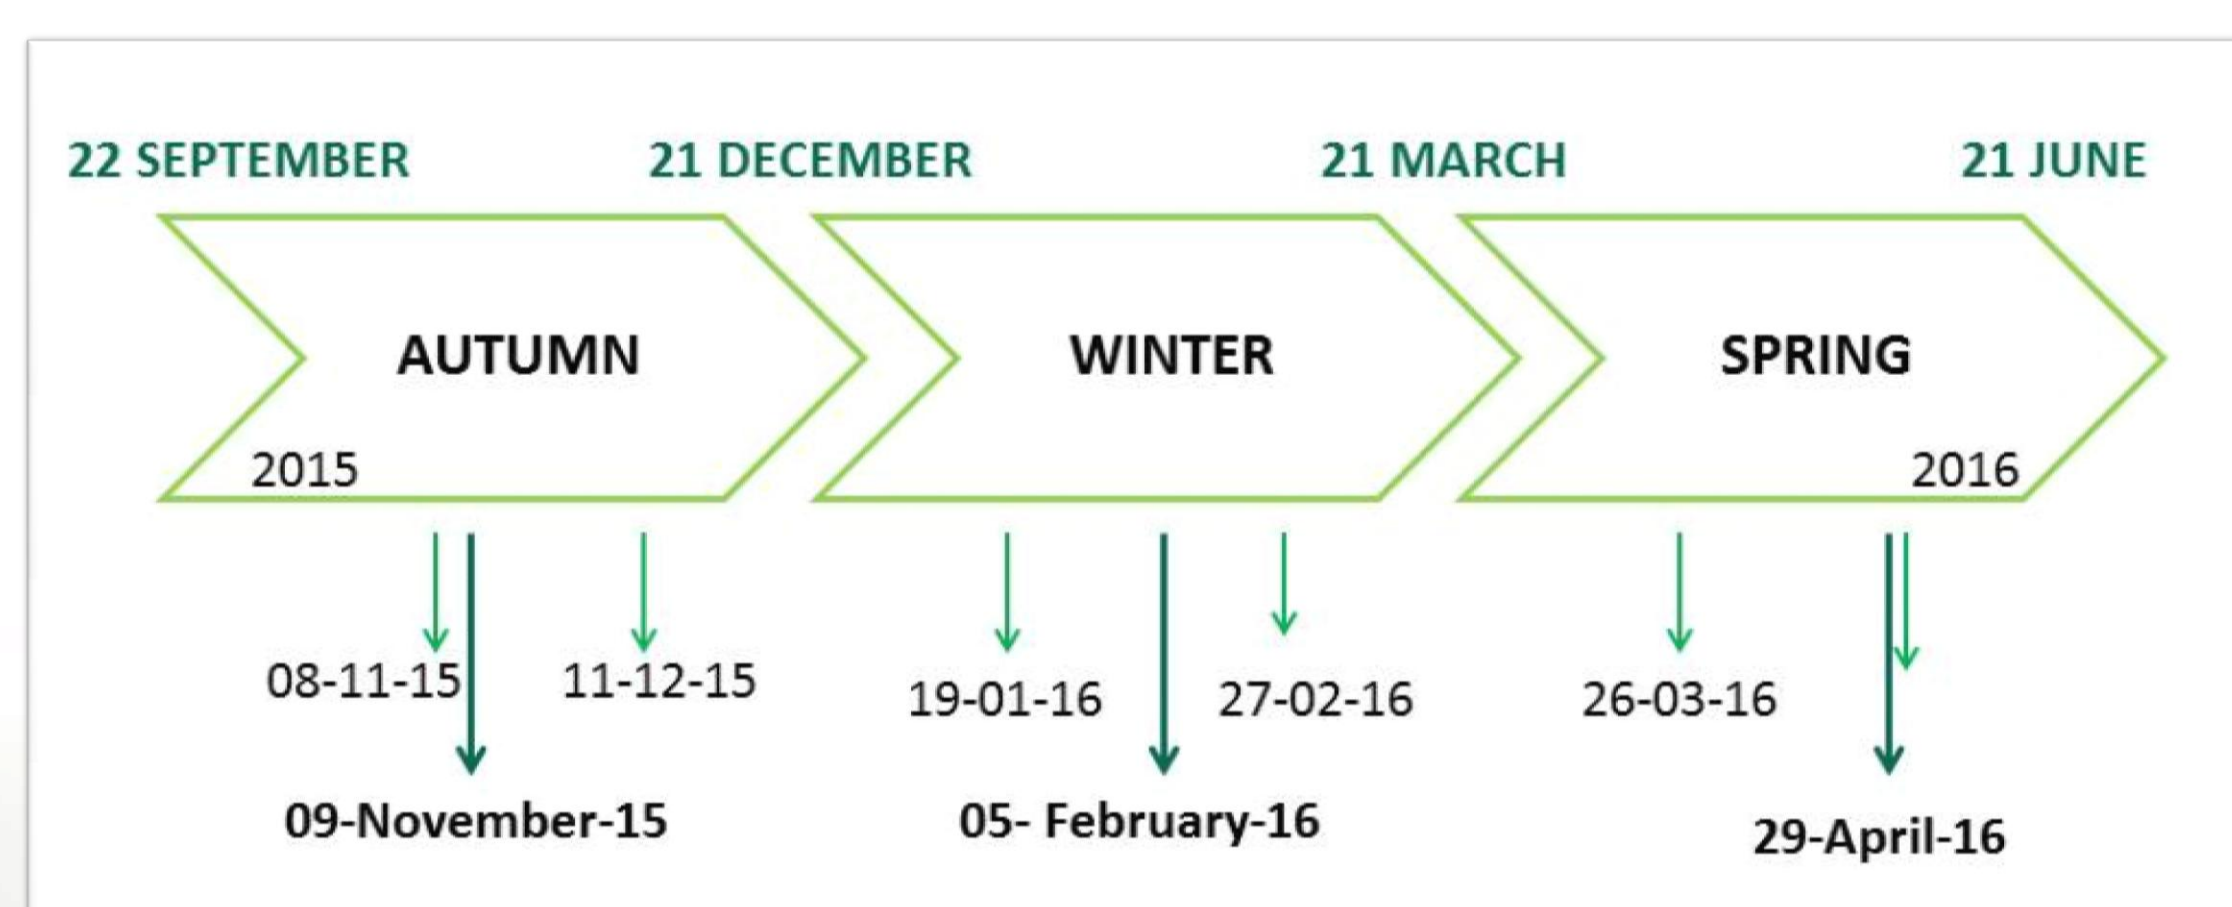 22 SEPTEMBER
21 DECEMBER
21 MARCH
21 JUNE
AUTUMN
WINTER
SPRING
2015
2016
08-11-15
11-12-15
19-01-16
27-02-16
26-03-16
09-November-15
05- February-16
29-April-16